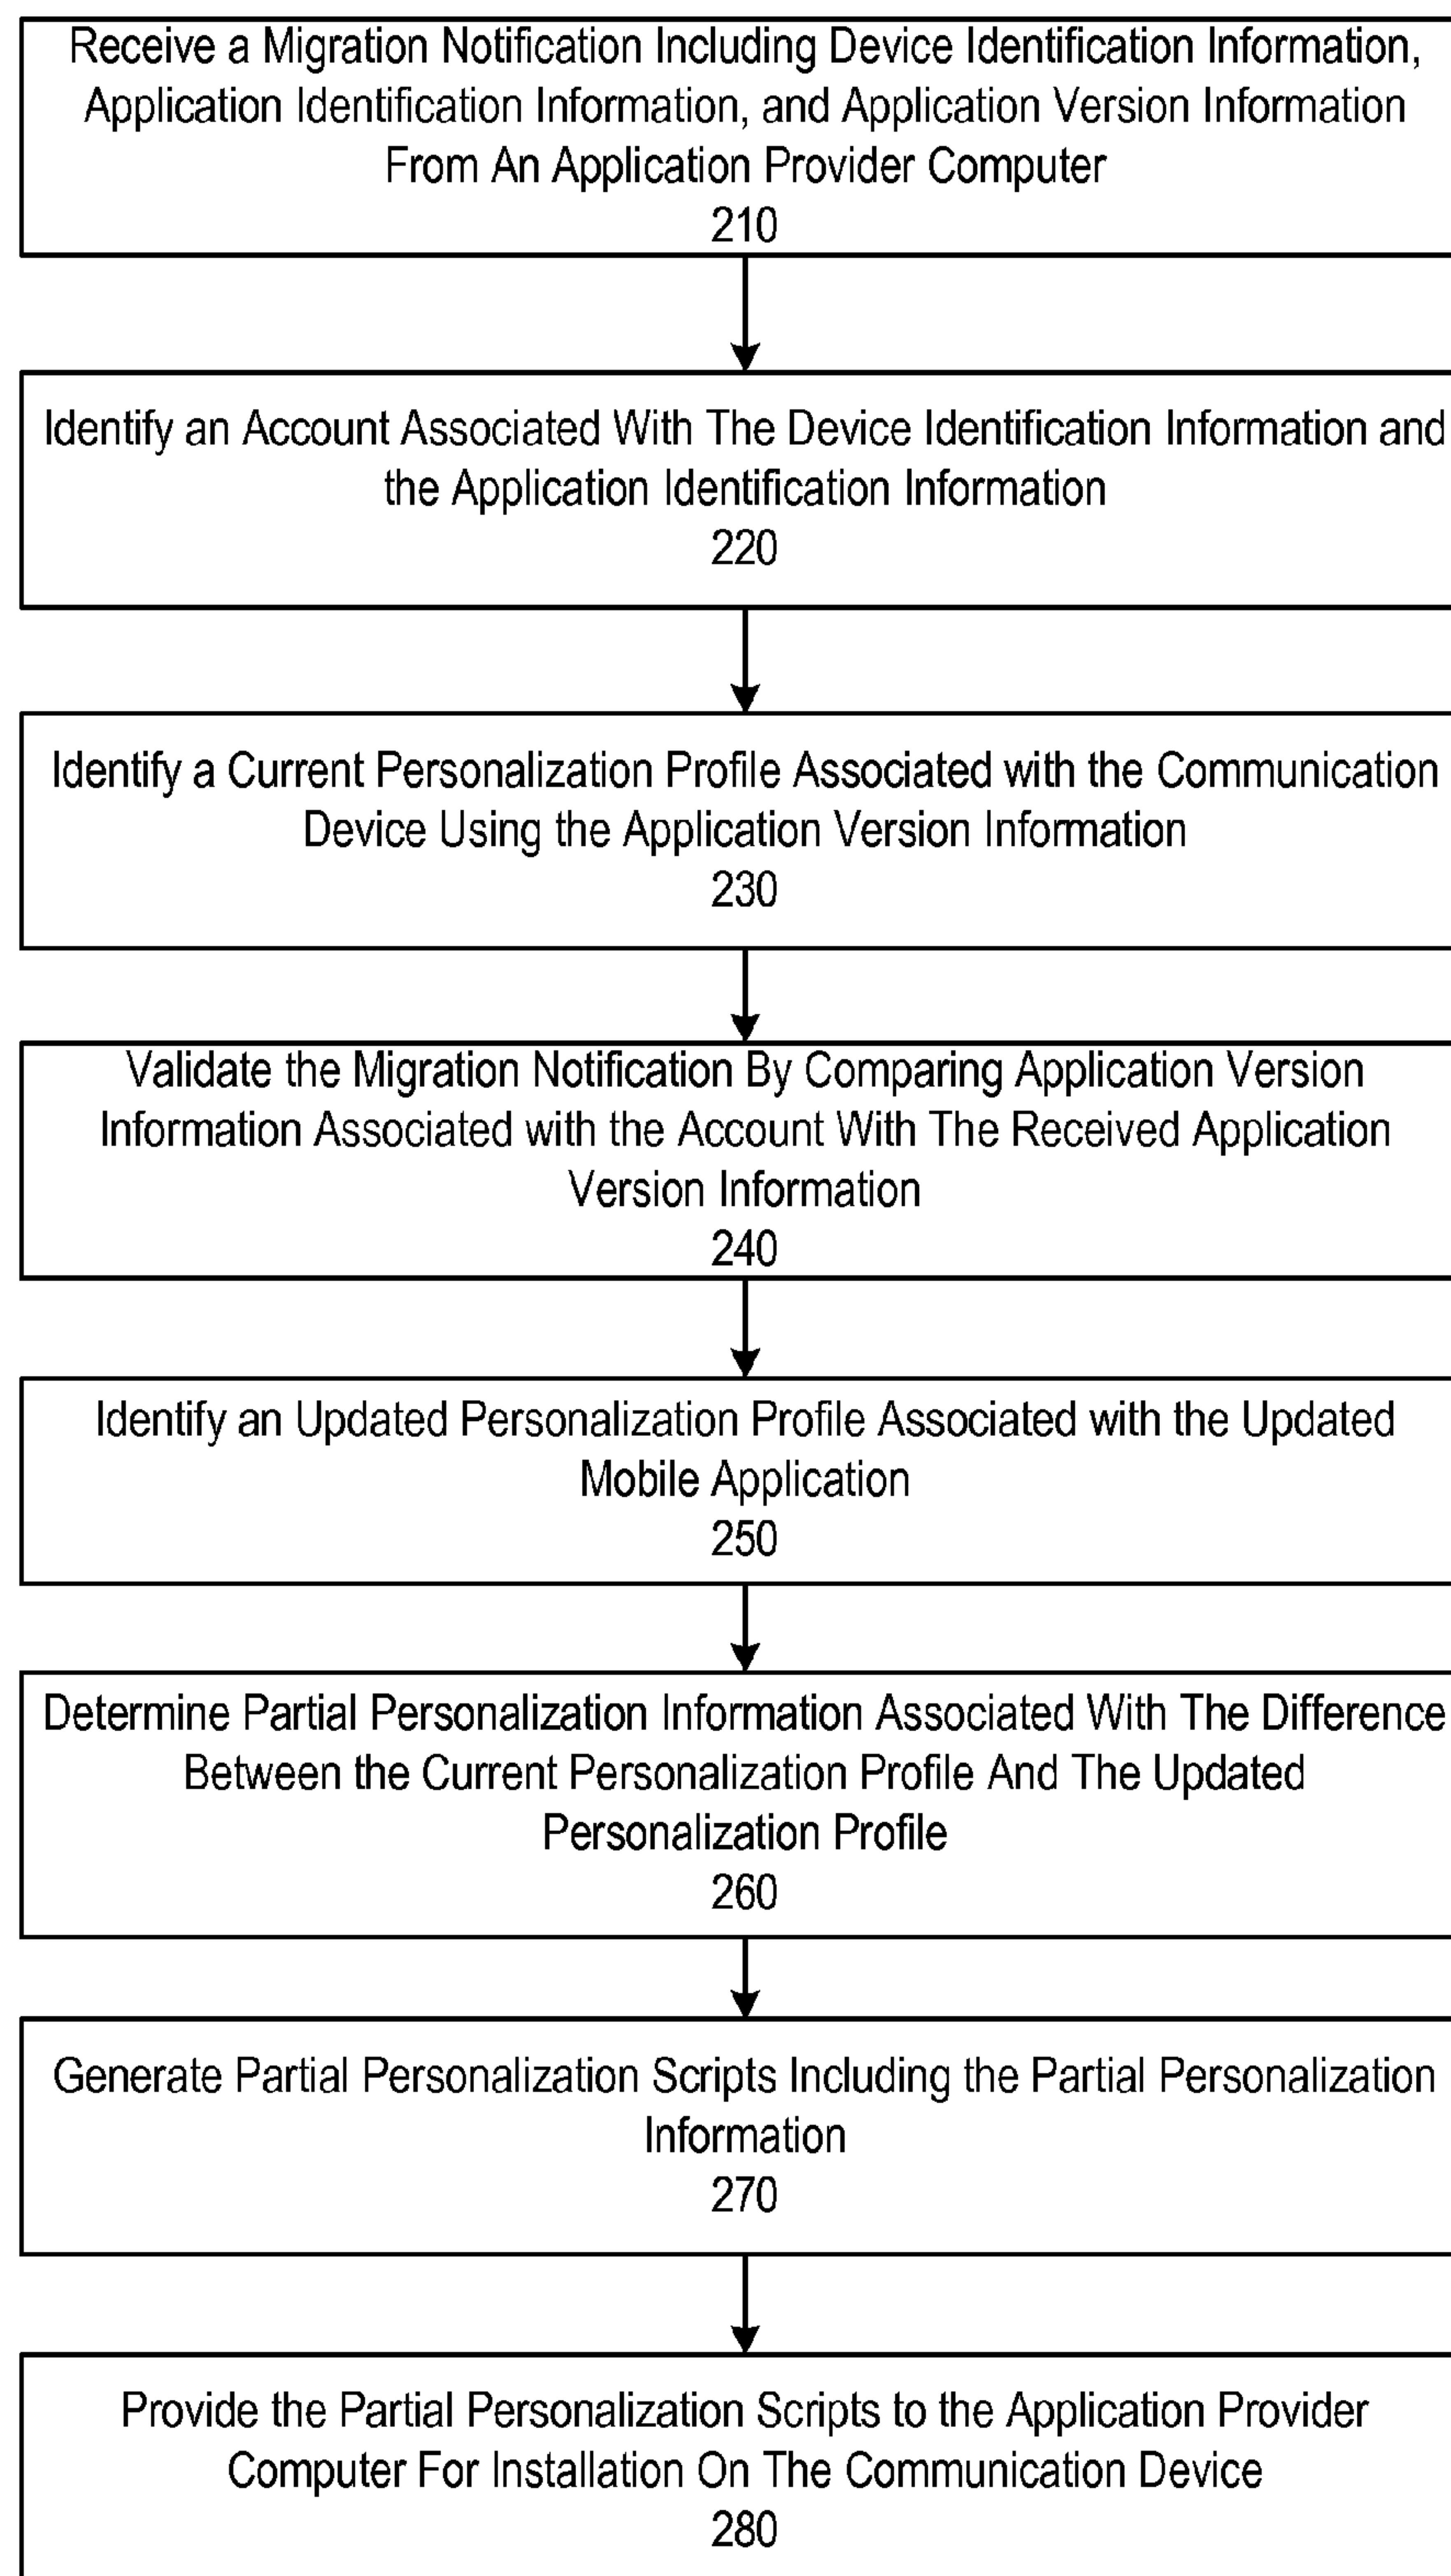 Receive a Migration Notification Including Device Identification Information,
Application Identification Information, and Application Version Information
From An Application Provider Computer
210
Identify an Account Associated With The Device Identification Information and
the Application Identification Information
220
Identify a Current Personalization Profile Associated with the Communication
Device Using the Application Version Information
230
Validate the Migration Notification By Comparing Application Version
Information Associated with the Account With The Received Application
Version Information
240
Identify an Updated Personalization Profile Associated with the Updated
Mobile Application
250
Determine Partial Personalization Information Associated With The Difference
Between the Current Personalization Profile And The Updated
Personalization Profile
260
Generate Partial Personalization Scripts Including the Partial Personalization
Information
270
Provide the Partial Personalization Scripts to the Application Provider
Computer For Installation On The Communication Device
280